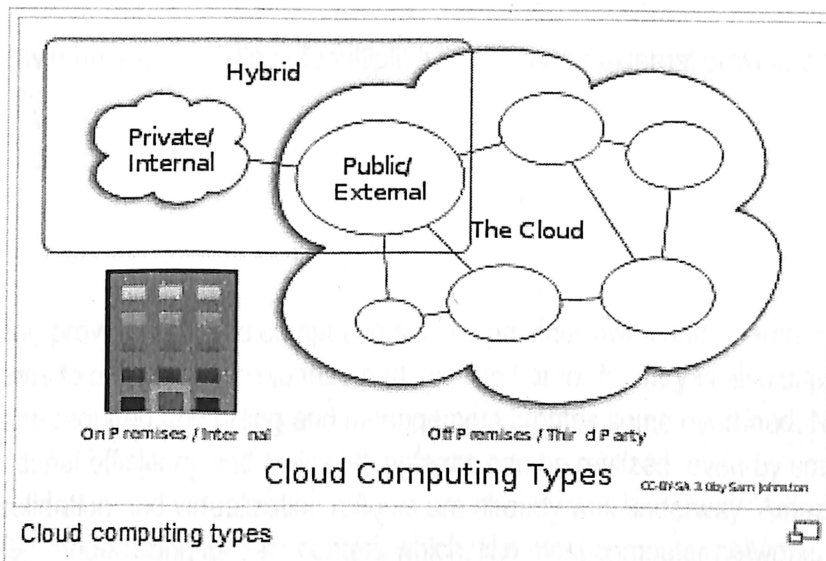 Hybrid
Private/
Internal
Public/
External
The Cloud
On Premises / Internal
Off Premises / Third Party
Cloud Computing Types
CC-BY-SA 3.0 by Sam Johnston
Cloud computing types